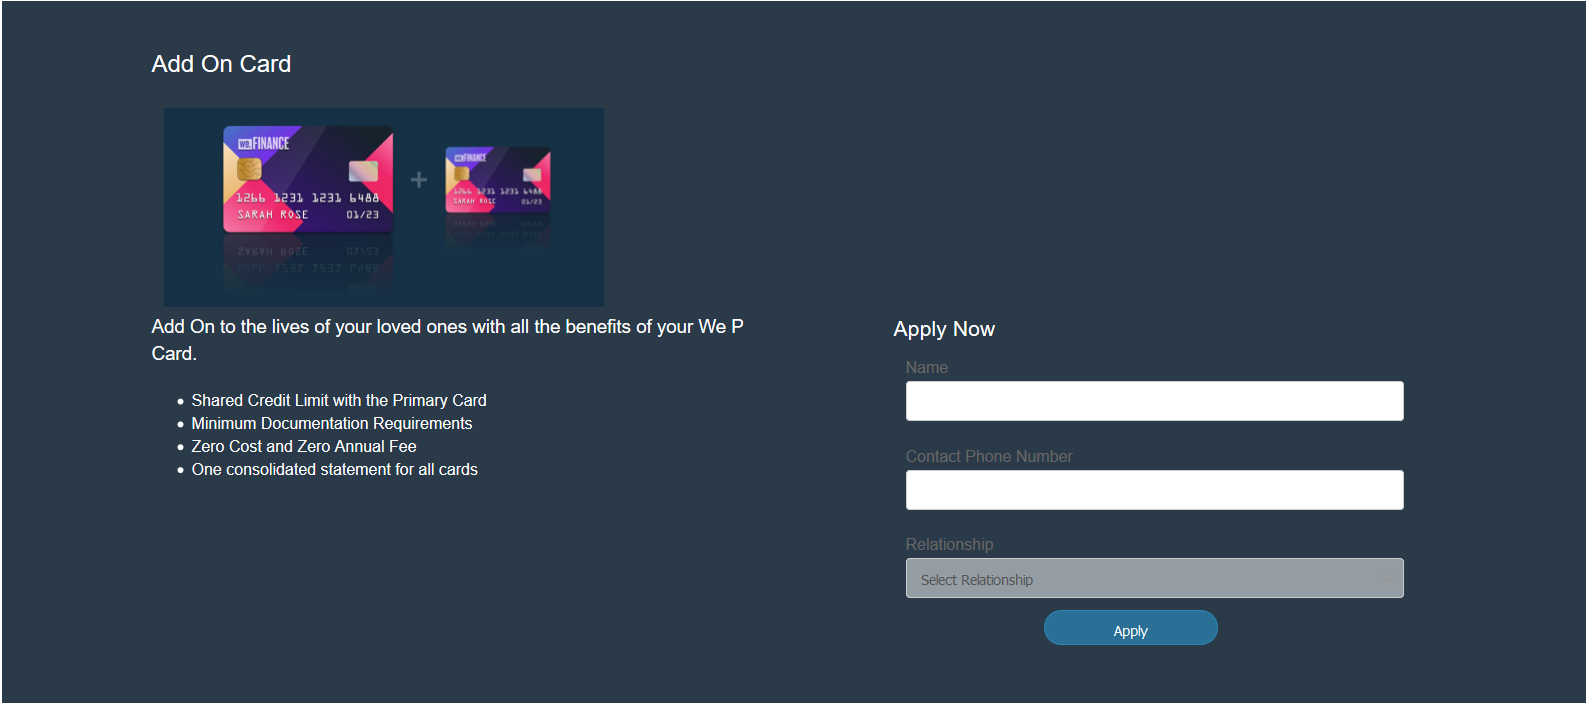 Add On Card
we.FINANCE
1266 1231 1231 6488
SARAH ROSE 01/23
+
we.FINANCE
1266 1231 1231 6488
SARAH ROSE 01/23
Add On to the lives of your loved ones with all the benefits of your We P
Card.
• Shared Credit Limit with the Primary Card
• Minimum Documentation Requirements
• Zero Cost and Zero Annual Fee
• One consolidated statement for all cards
Apply Now
Name
Contact Phone Number
Relationship
Select Relationship
Apply